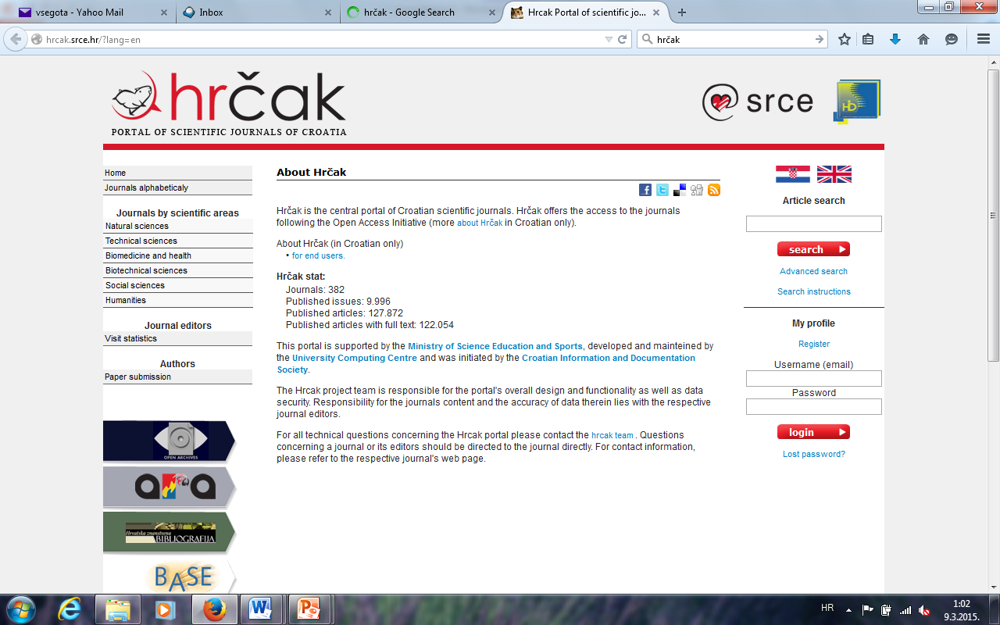 vsegota - Yahoo Mail
Inbox
hrčak - Google Search
Hrcak Portal of scientific jo...
hrcak.srce.hr/?lang=en
hrčak
hrčak
PORTAL OF SCIENTIFIC JOURNALS OF CROATIA
srce
HiD
Home
Journals alphabeticaly
Journals by scientific areas
Natural sciences
Technical sciences
Biomedicine and health
Biotechnical sciences
Social sciences
Humanities
Journal editors
Visit statistics
Authors
Paper submission
OPEN ARCHIVES
Hrvatska znanstvena
BIBLIOGRAFIJA
BASE
About Hrčak
Hrčak is the central portal of Croatian scientific journals. Hrčak offers the access to the journals
following the Open Access Initiative (more about Hrčak in Croatian only).
About Hrčak (in Croatian only)
• for end users.
Hrčak stat:
Journals: 382
Published issues: 9.996
Published articles: 127.872
Published articles with full text: 122.054
This portal is supported by the Ministry of Science Education and Sports, developed and mainteined by
the University Computing Centre and was initiated by the Croatian Information and Documentation
Society.
The Hrcak project team is responsible for the portal's overall design and functionality as well as data
security. Responsibility for the journals content and the accuracy of data therein lies with the respective
journal editors.
For all technical questions concerning the Hrcak portal please contact the hrcak team . Questions
concerning a journal or its editors should be directed to the journal directly. For contact information,
please refer to the respective journal's web page.
Article search
search
Advanced search
Search instructions
My profile
Register
Username (email)
Password
login
Lost password?
HR
1:02
9.3.2015.